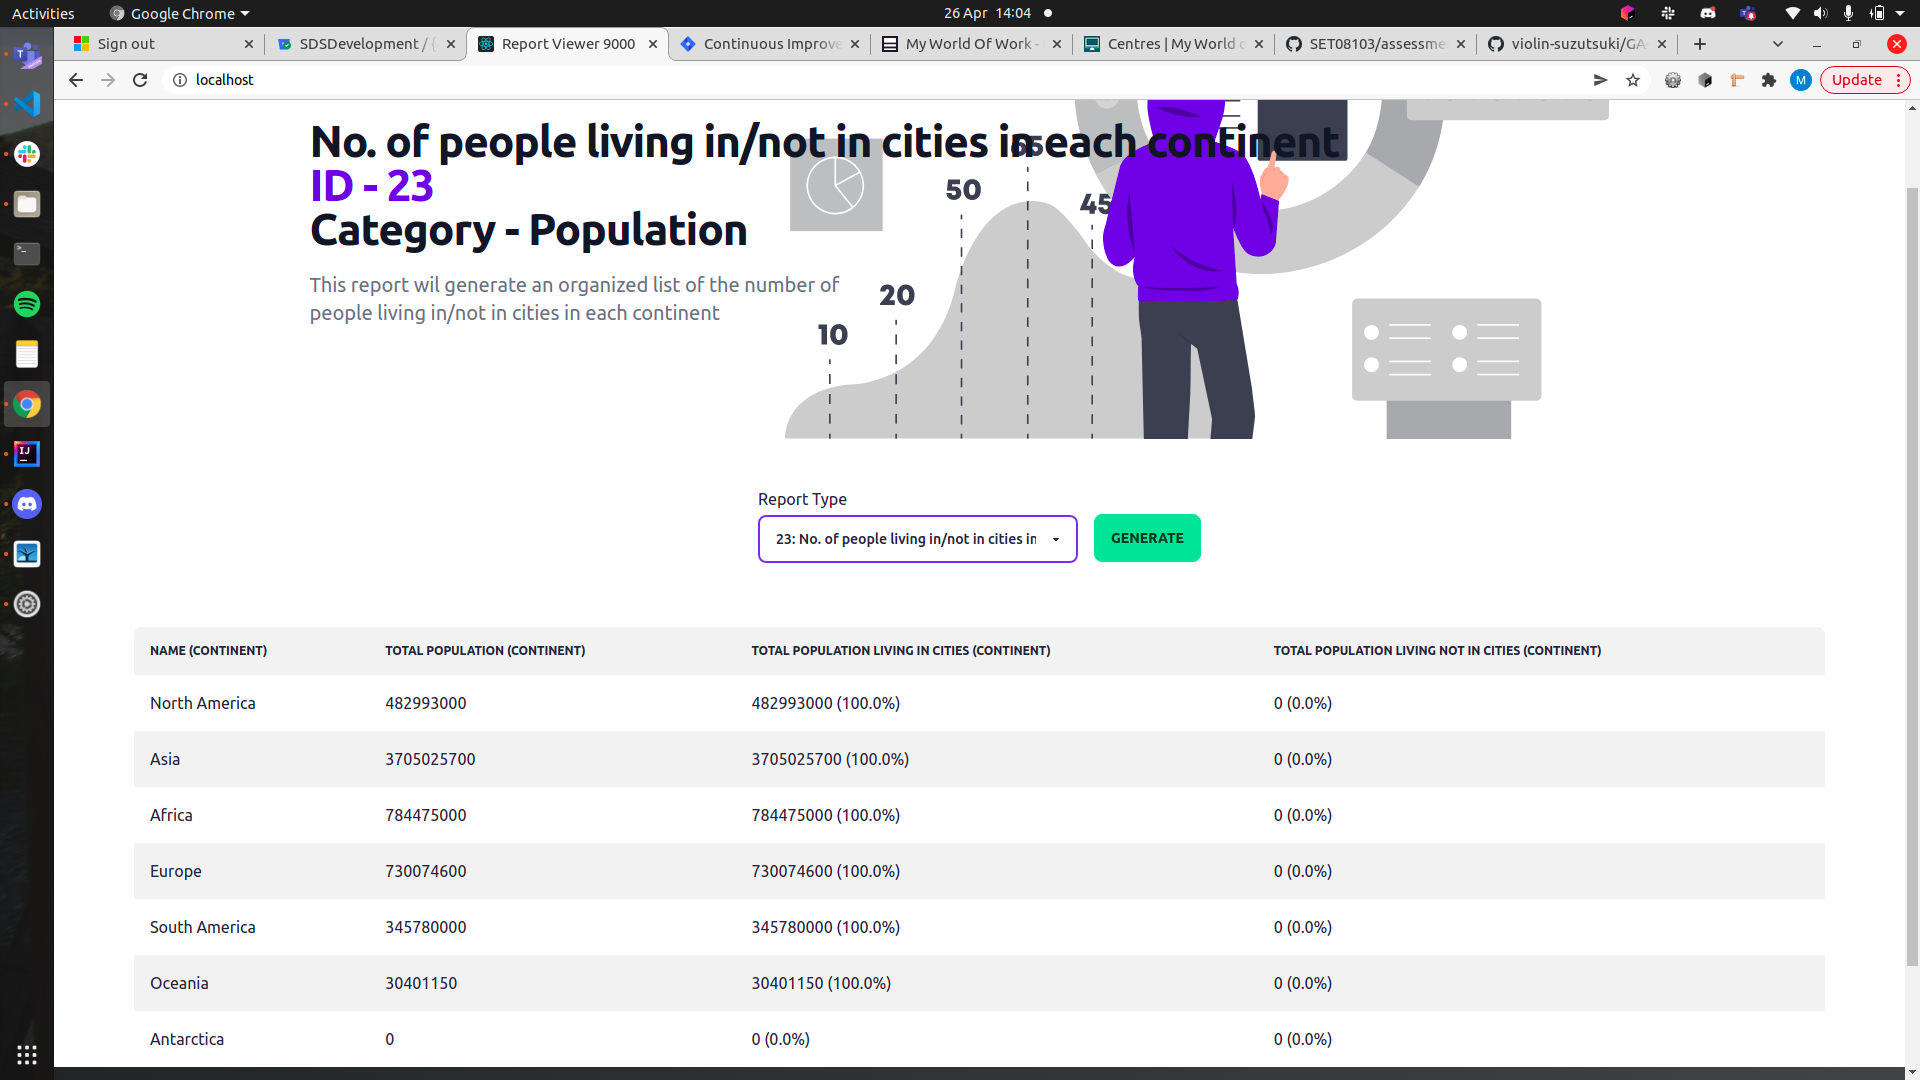 Activities
Google Chrome
26 Apr 14:04
Sign out
SDSDevelopment / (
Report Viewer 9000
Continuous Improve
My World Of Work -
Centres | My World o
SET08103/assessme
violin-suzutsuki/GA
localhost
M
Update
No. of people living in/not in cities in each continent
ID - 23
Category - Population
This report wil generate an organized list of the number of
people living in/not in cities in each continent
10
20
50
55
45
Report Type
23: No. of people living in/not in cities in
GENERATE
NAME (CONTINENT) TOTAL POPULATION (CONTINENT) TOTAL POPULATION LIVING IN CITIES (CONTINENT) TOTAL POPULATION LIVING NOT IN CITIES (CONTINENT)
North America 482993000 482993000 (100.0%) 0 (0.0%)
Asia 3705025700 3705025700 (100.0%) 0 (0.0%)
Africa 784475000 784475000 (100.0%) 0 (0.0%)
Europe 730074600 730074600 (100.0%) 0 (0.0%)
South America 345780000 345780000 (100.0%) 0 (0.0%)
Oceania 30401150 30401150 (100.0%) 0 (0.0%)
Antarctica 0 0 (0.0%) 0 (0.0%)